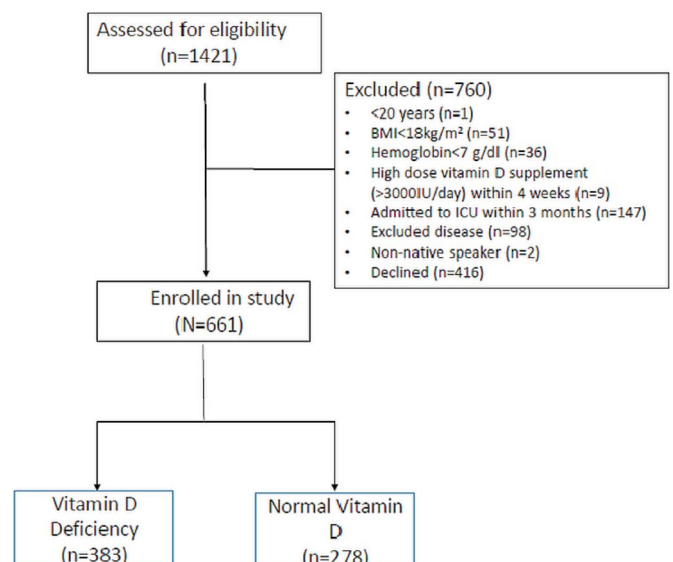 Assessed for eligibility
(n=1421)
Excluded (n=760)
• <20 years (n=1)
• BMI<18kg/m² (n=51)
• Hemoglobin<7 g/dl (n=36)
• High dose vitamin D supplement
(>3000IU/day) within 4 weeks (n=9)
• Admitted to ICU within 3 months (n=147)
• Excluded disease (n=98)
• Non-native speaker (n=2)
• Declined (n=416)
Enrolled in study
(N=661)
Vitamin D
Deficiency
(n=383)
Normal Vitamin
D
(n=278)